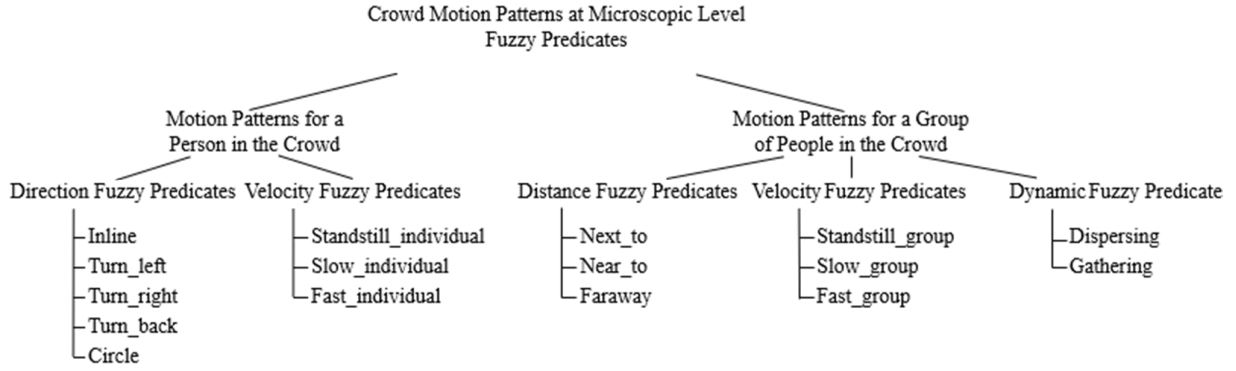 Crowd Motion Patterns at Microscopic Level
Fuzzy Predicates
Motion Patterns for a
Person in the Crowd
Motion Patterns for a Group
of People in the Crowd
Direction Fuzzy Predicates
Inline
Turn_left
Turn_right
Turn_back
Circle
Velocity Fuzzy Predicates
Standstill_individual
Slow_individual
Fast_individual
Distance Fuzzy Predicates
Next_to
Near_to
Faraway
Velocity Fuzzy Predicates
Standstill_group
Slow_group
Fast_group
Dynamic Fuzzy Predicate
Dispersing
Gathering